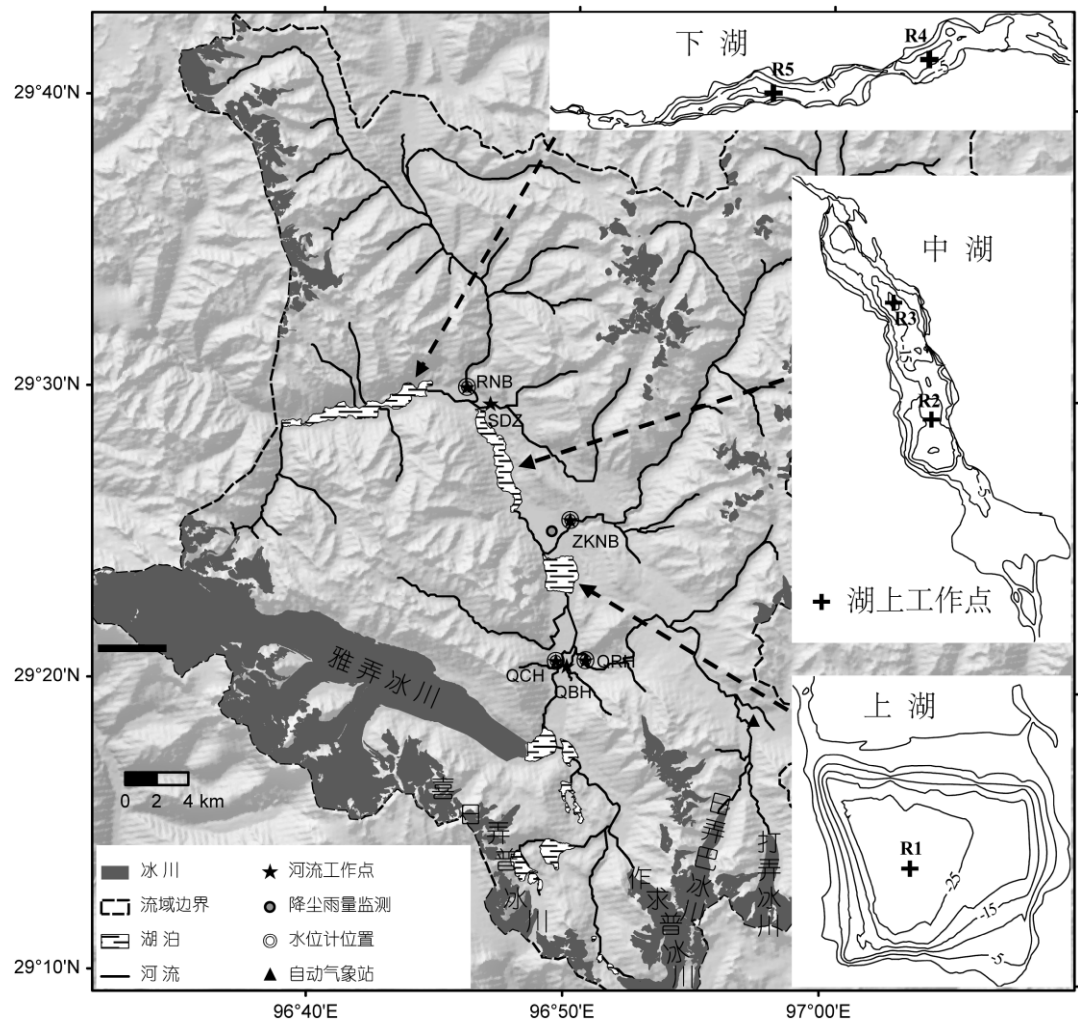 下 湖
R4
R5
29°40'N
中 湖
R3
-15
R2
-5
湖上工作点
29°30'N
RNB
SDZ
ZKNB
29°20'N
QCH
QRH
QBH
雅弄冰川
上 湖
R1
-25
-15
-5
0 2 4 km
喜日弄普冰川
作求普冰川
日弄巴冰川
打弄冰川
冰 川
河流工作点
流域边界
降尘雨量监测
湖 泊
水位计位置
河 流
自动气象站
29°10'N
96°40'E
96°50'E
97°00'E